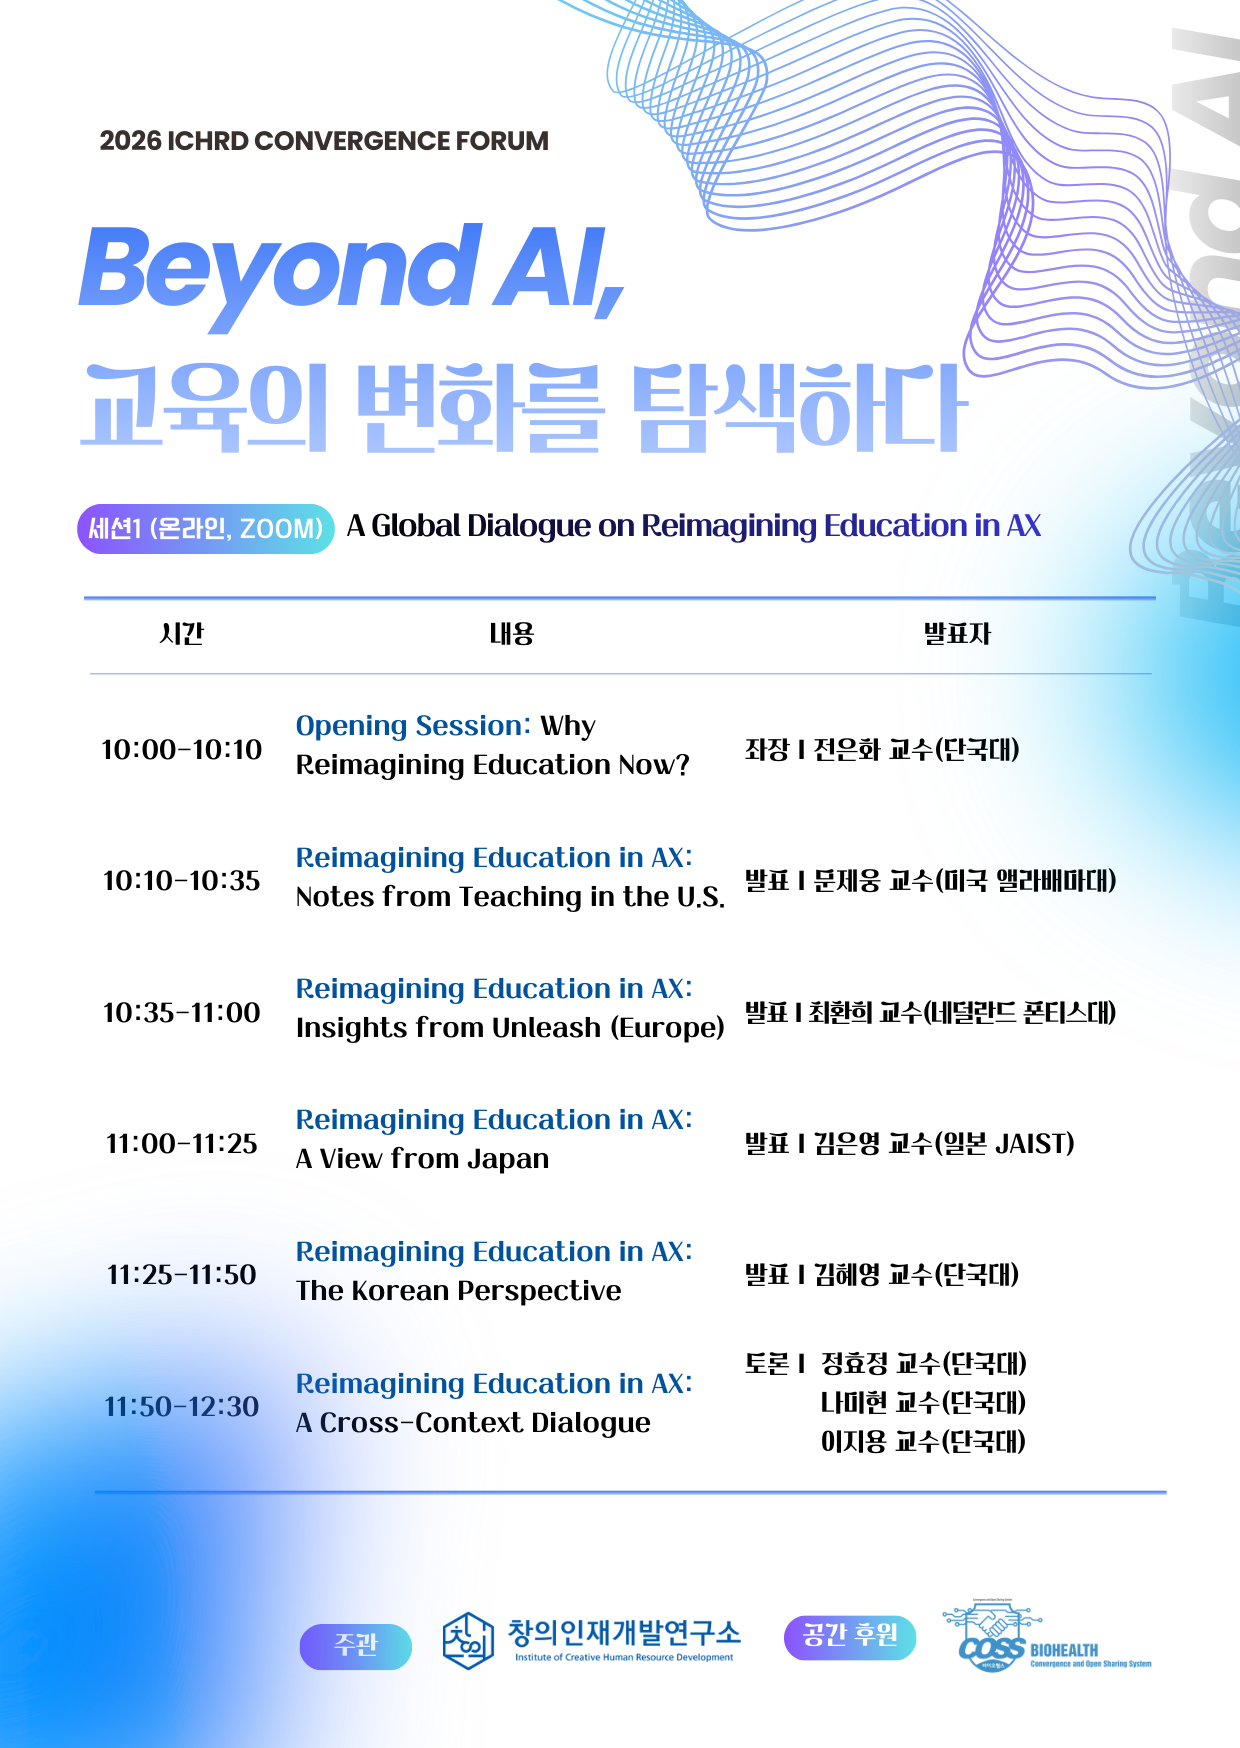 2026 ICHRD CONVERGENCE FORUM
Beyond AI
Beyond AI,
교육의 변화를 탐색하다
세션1 (온라인, ZOOM) A Global Dialogue on Reimagining Education in AX
시간 내용 발표자
Opening Session: Why
10:00-10:10 Reimagining Education Now? 좌장 I 전은화 교수(단국대)
Reimagining Education in AX:
10:10-10:35 Notes from Teaching in the U.S. 발표 I 문제웅 교수(미국 앨라배마대)
Reimagining Education in AX:
10:35-11:00 Insights from Unleash (Europe) 발표 I 최환희 교수(네덜란드 폰티스대)
Reimagining Education in AX:
11:00-11:25 A View from Japan 발표 I 김은영 교수(일본 JAIST)
Reimagining Education in AX:
11:25-11:50 The Korean Perspective 발표 I 김혜영 교수(단국대)
Reimagining Education in AX: 토론 I 정효정 교수(단국대)
11:50-12:30 A Cross-Context Dialogue 나미현 교수(단국대)
이지용 교수(단국대)
주관 창의인재개발연구소
Institute of Creative Human Resource Development
공간 후원
COSS BIOHEALTH
Convergence and Open Sharing System
바이오헬스